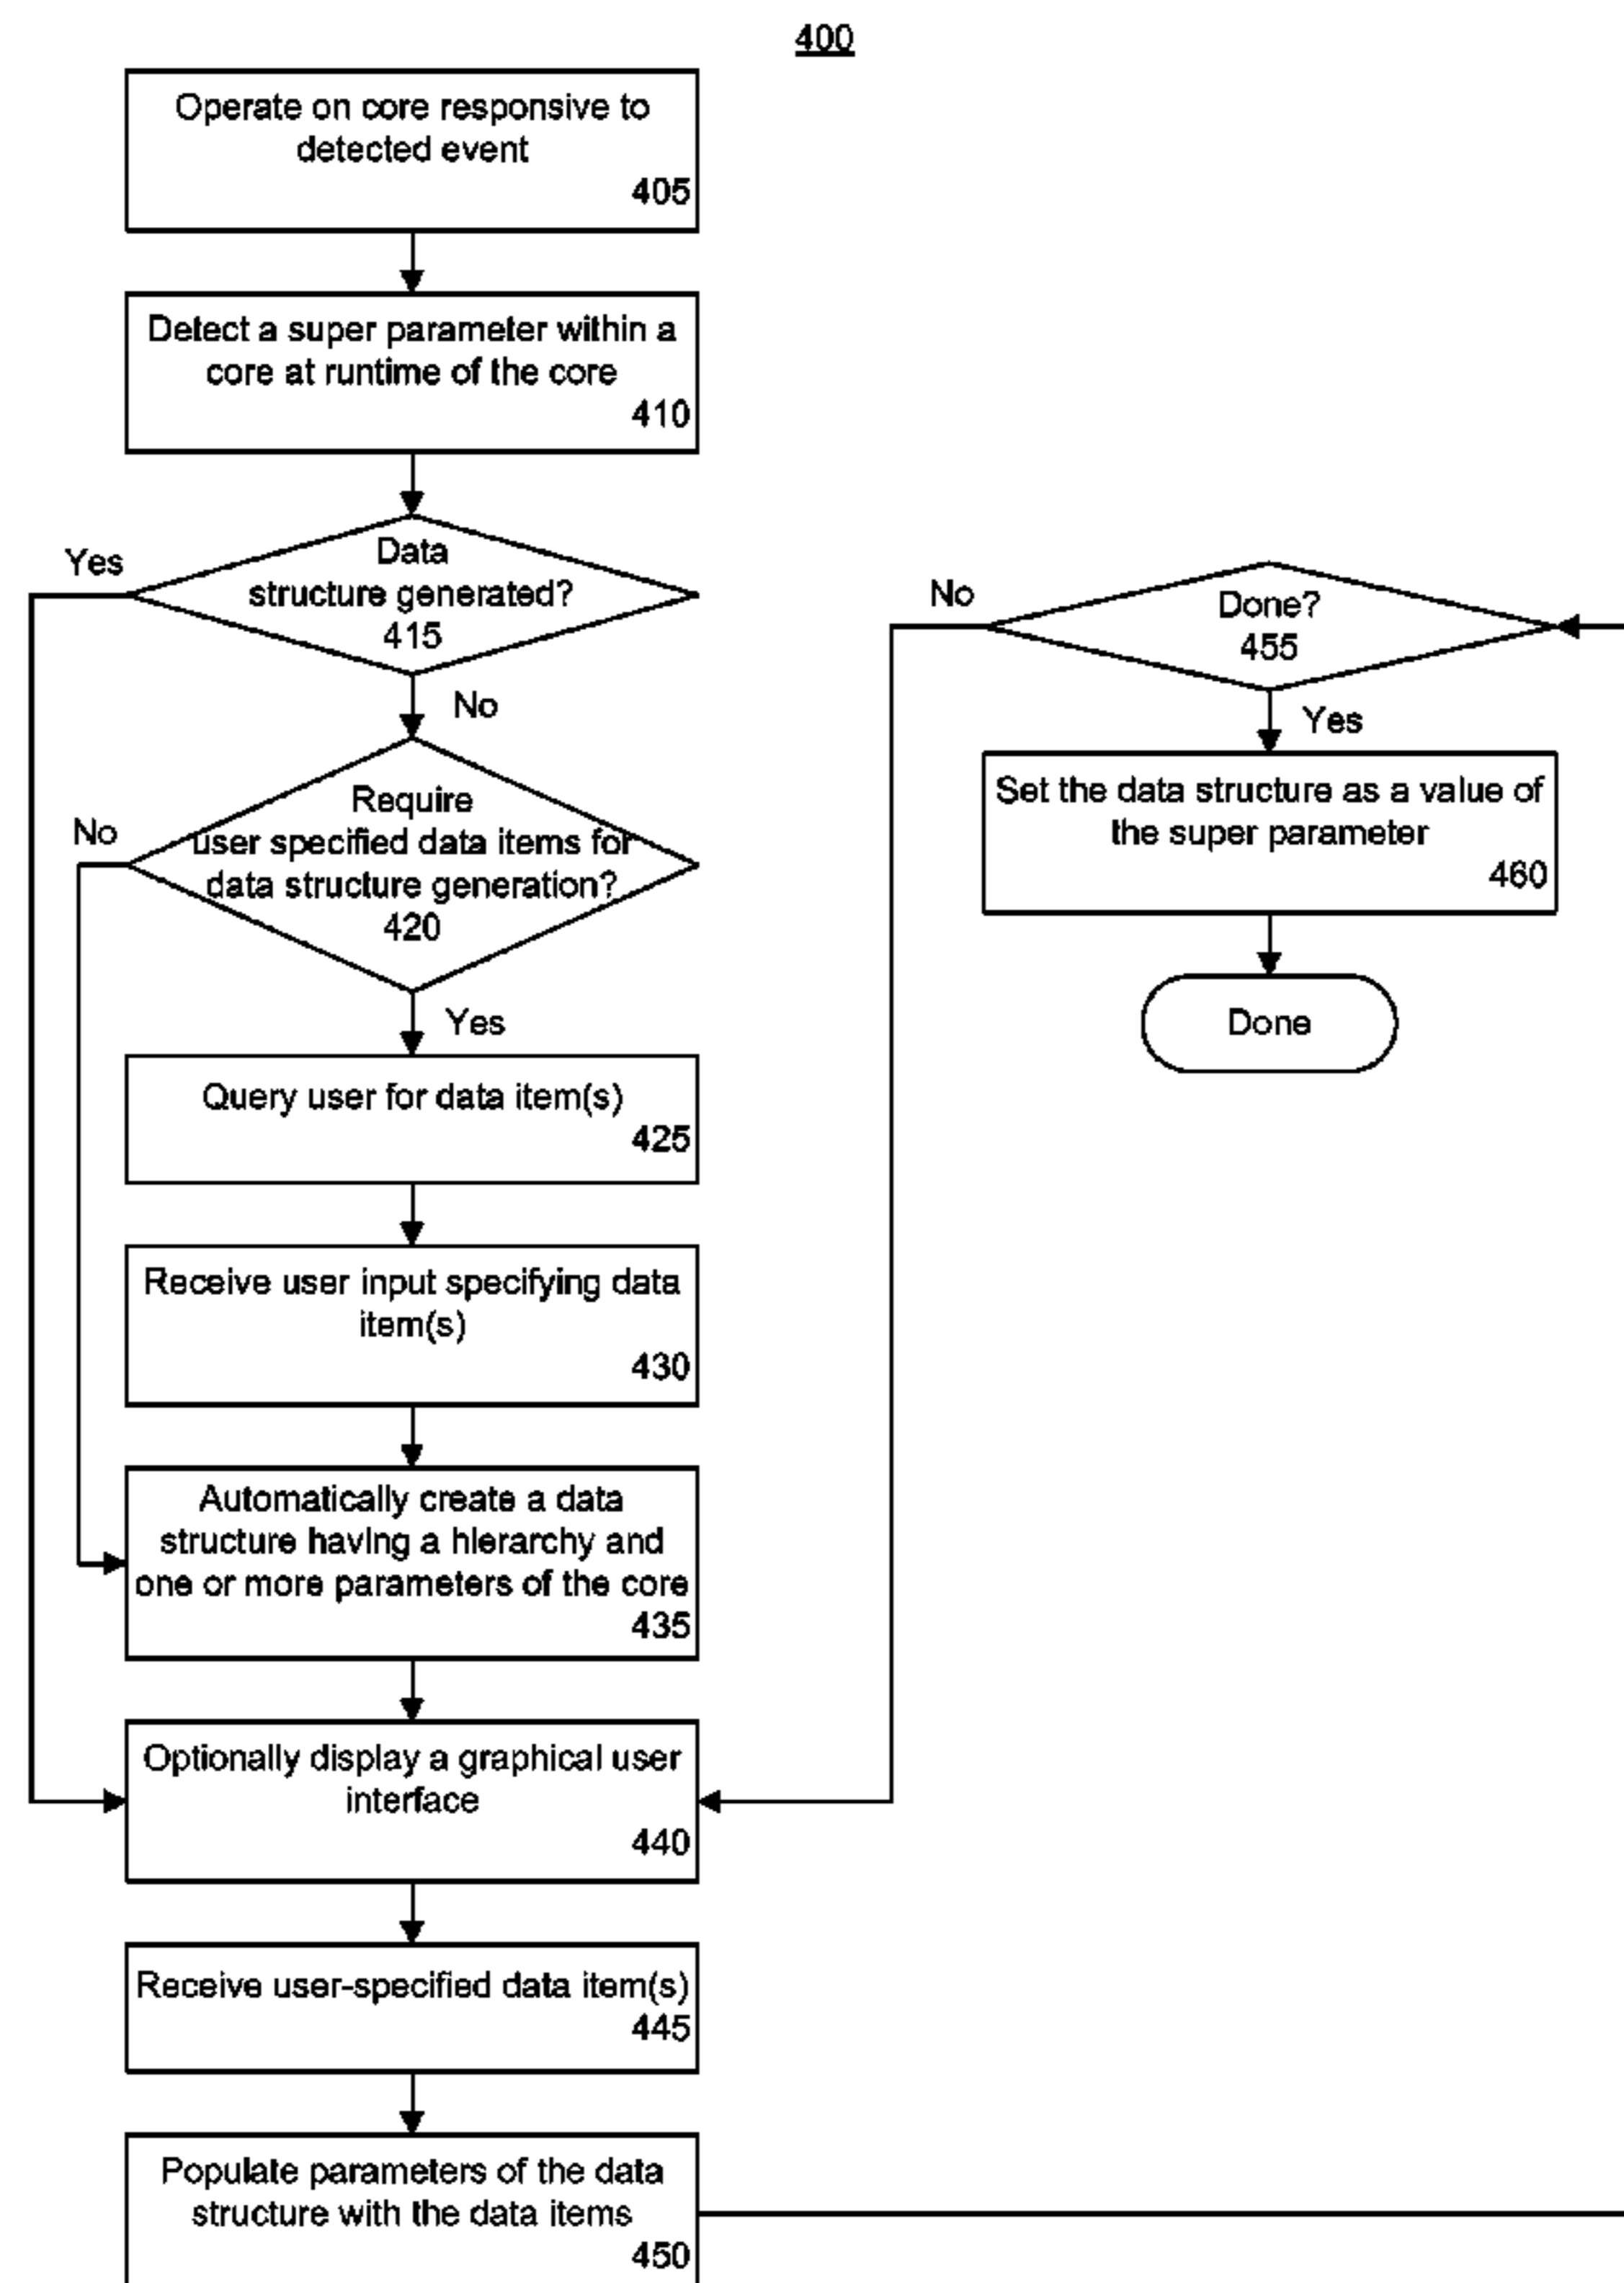 400
Operate on core responsive to
detected event
405
Detect a super parameter within a
core at runtime of the core
410
Data
structure generated?
415
Yes
No
Require
user specified data items for
data structure generation?
420
No
Yes
Query user for data item(s)
425
Receive user input specifying data
item(s)
430
Automatically create a data
structure having a hierarchy and
one or more parameters of the core
435
Optionally display a graphical user
interface
440
Receive user-specified data item(s)
445
Populate parameters of the data
structure with the data items
450
No
Done?
455
Yes
Set the data structure as a value of
the super parameter
460
Done